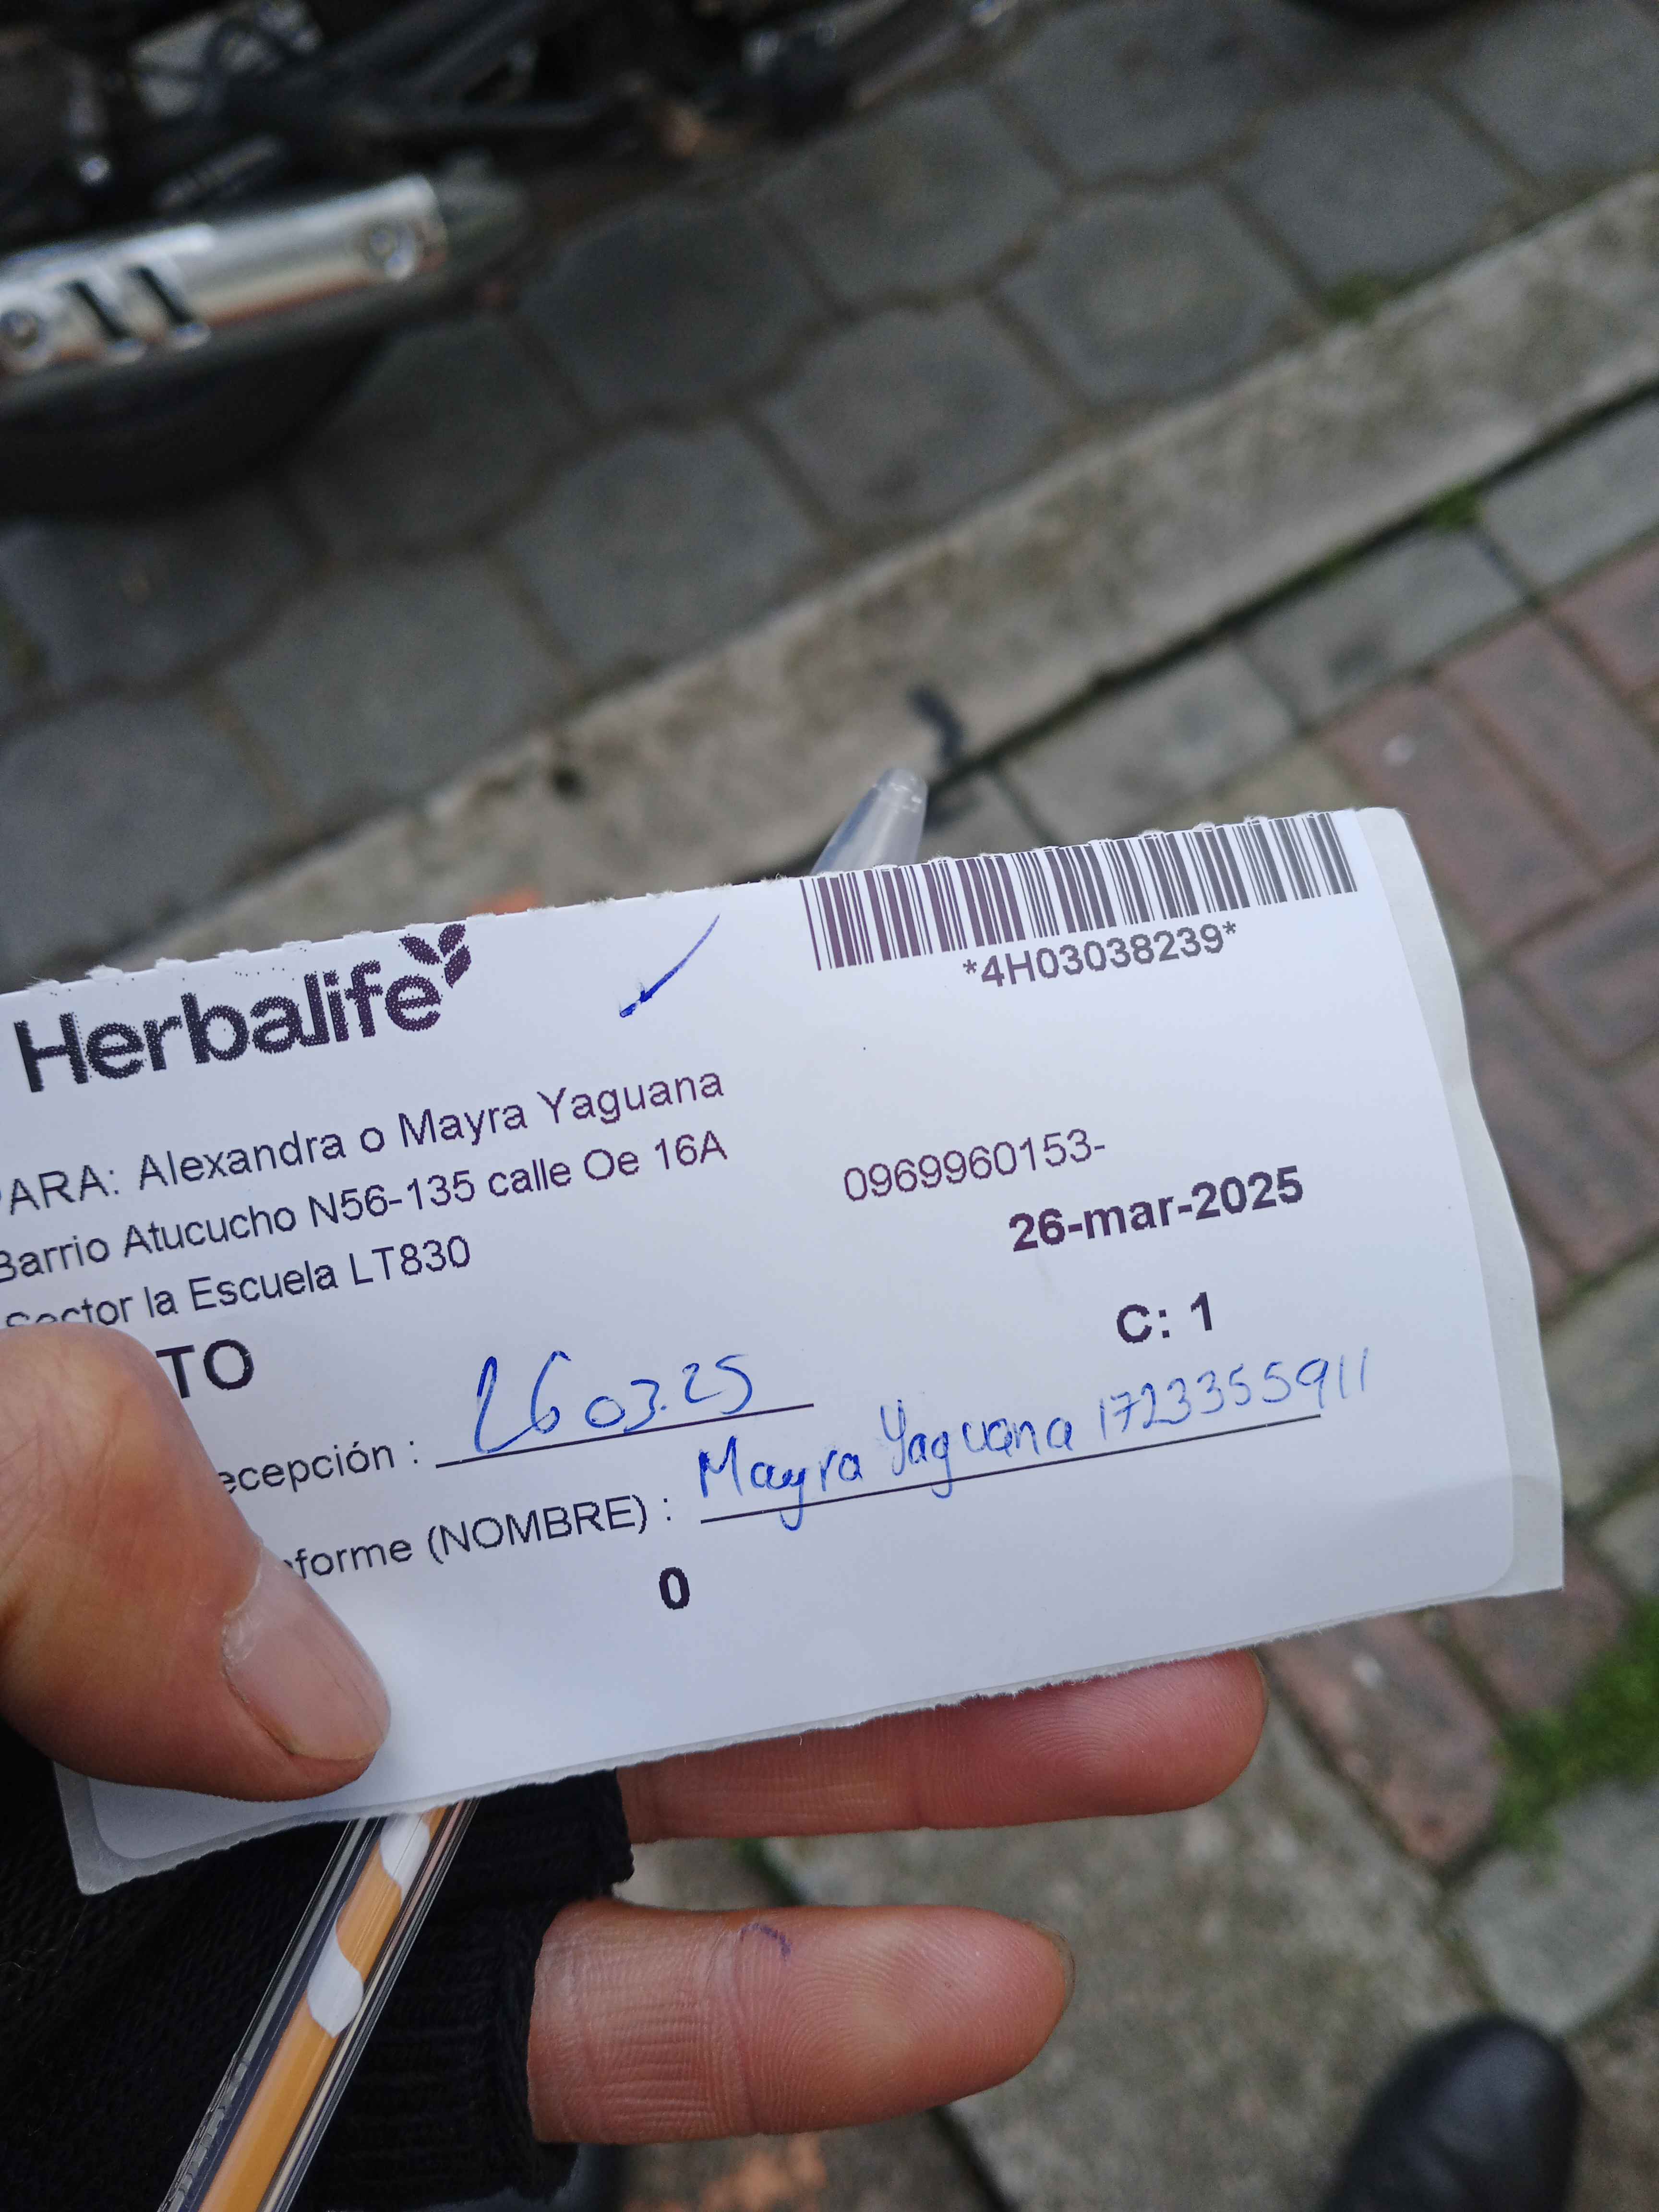 Herbalife
*4H03038239*
PARA: Alexandra o Mayra Yaguana
Barrio Atucucho N56-135 calle Oe 16A
0969960153-
Sector la Escuela LT830
26-mar-2025
TO
C: 1
ecepción : 26 03.25
nforme (NOMBRE) : Mayra Yaguana 1723355911
0